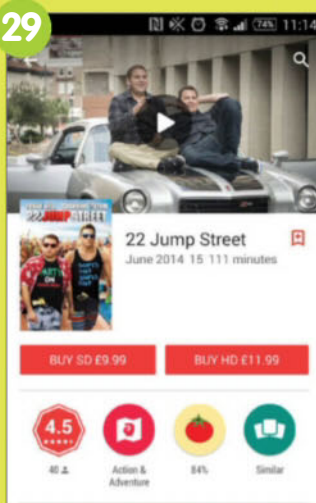 29
74% 11:14
22 JUMP STREET
PARTY
22 Jump Street
June 2014 15 111 minutes
BUY SD £9.99
BUY HD £11.99
4.5
40
Action &
Adventure
84%
Similar